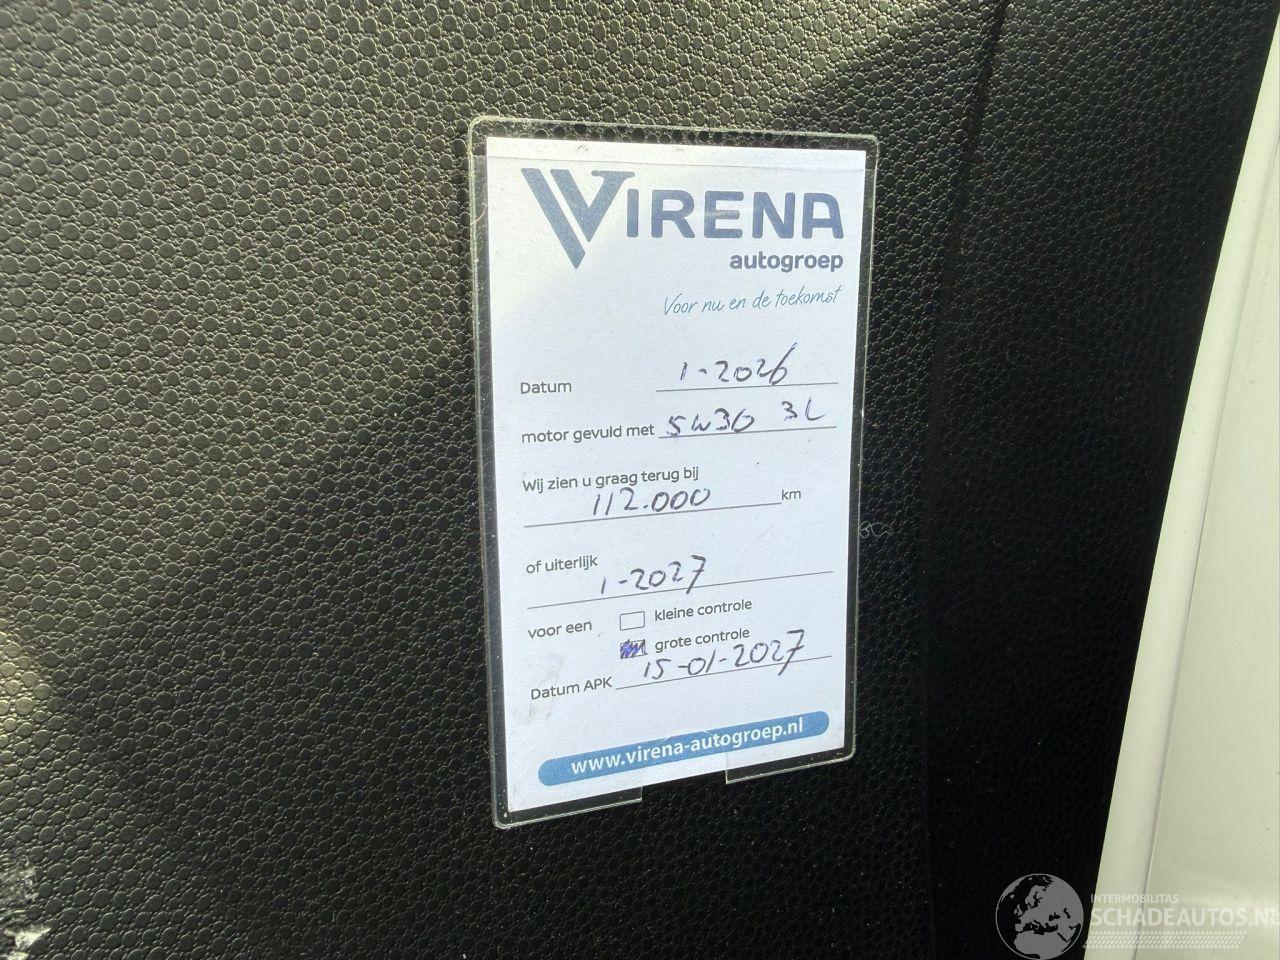 VIRENA
autogroep
Voor nu en de toekomst
Datum 1-2026
motor gevuld met 5W30 3L
Wij zien u graag terug bij
112.000 km
of uiterlijk
1-2027
voor een kleine controle
grote controle
Datum APK 15-01-2027
www.virena-autogroep.nl
INTERMOBILITAS
SCHADEAUTOS.NL